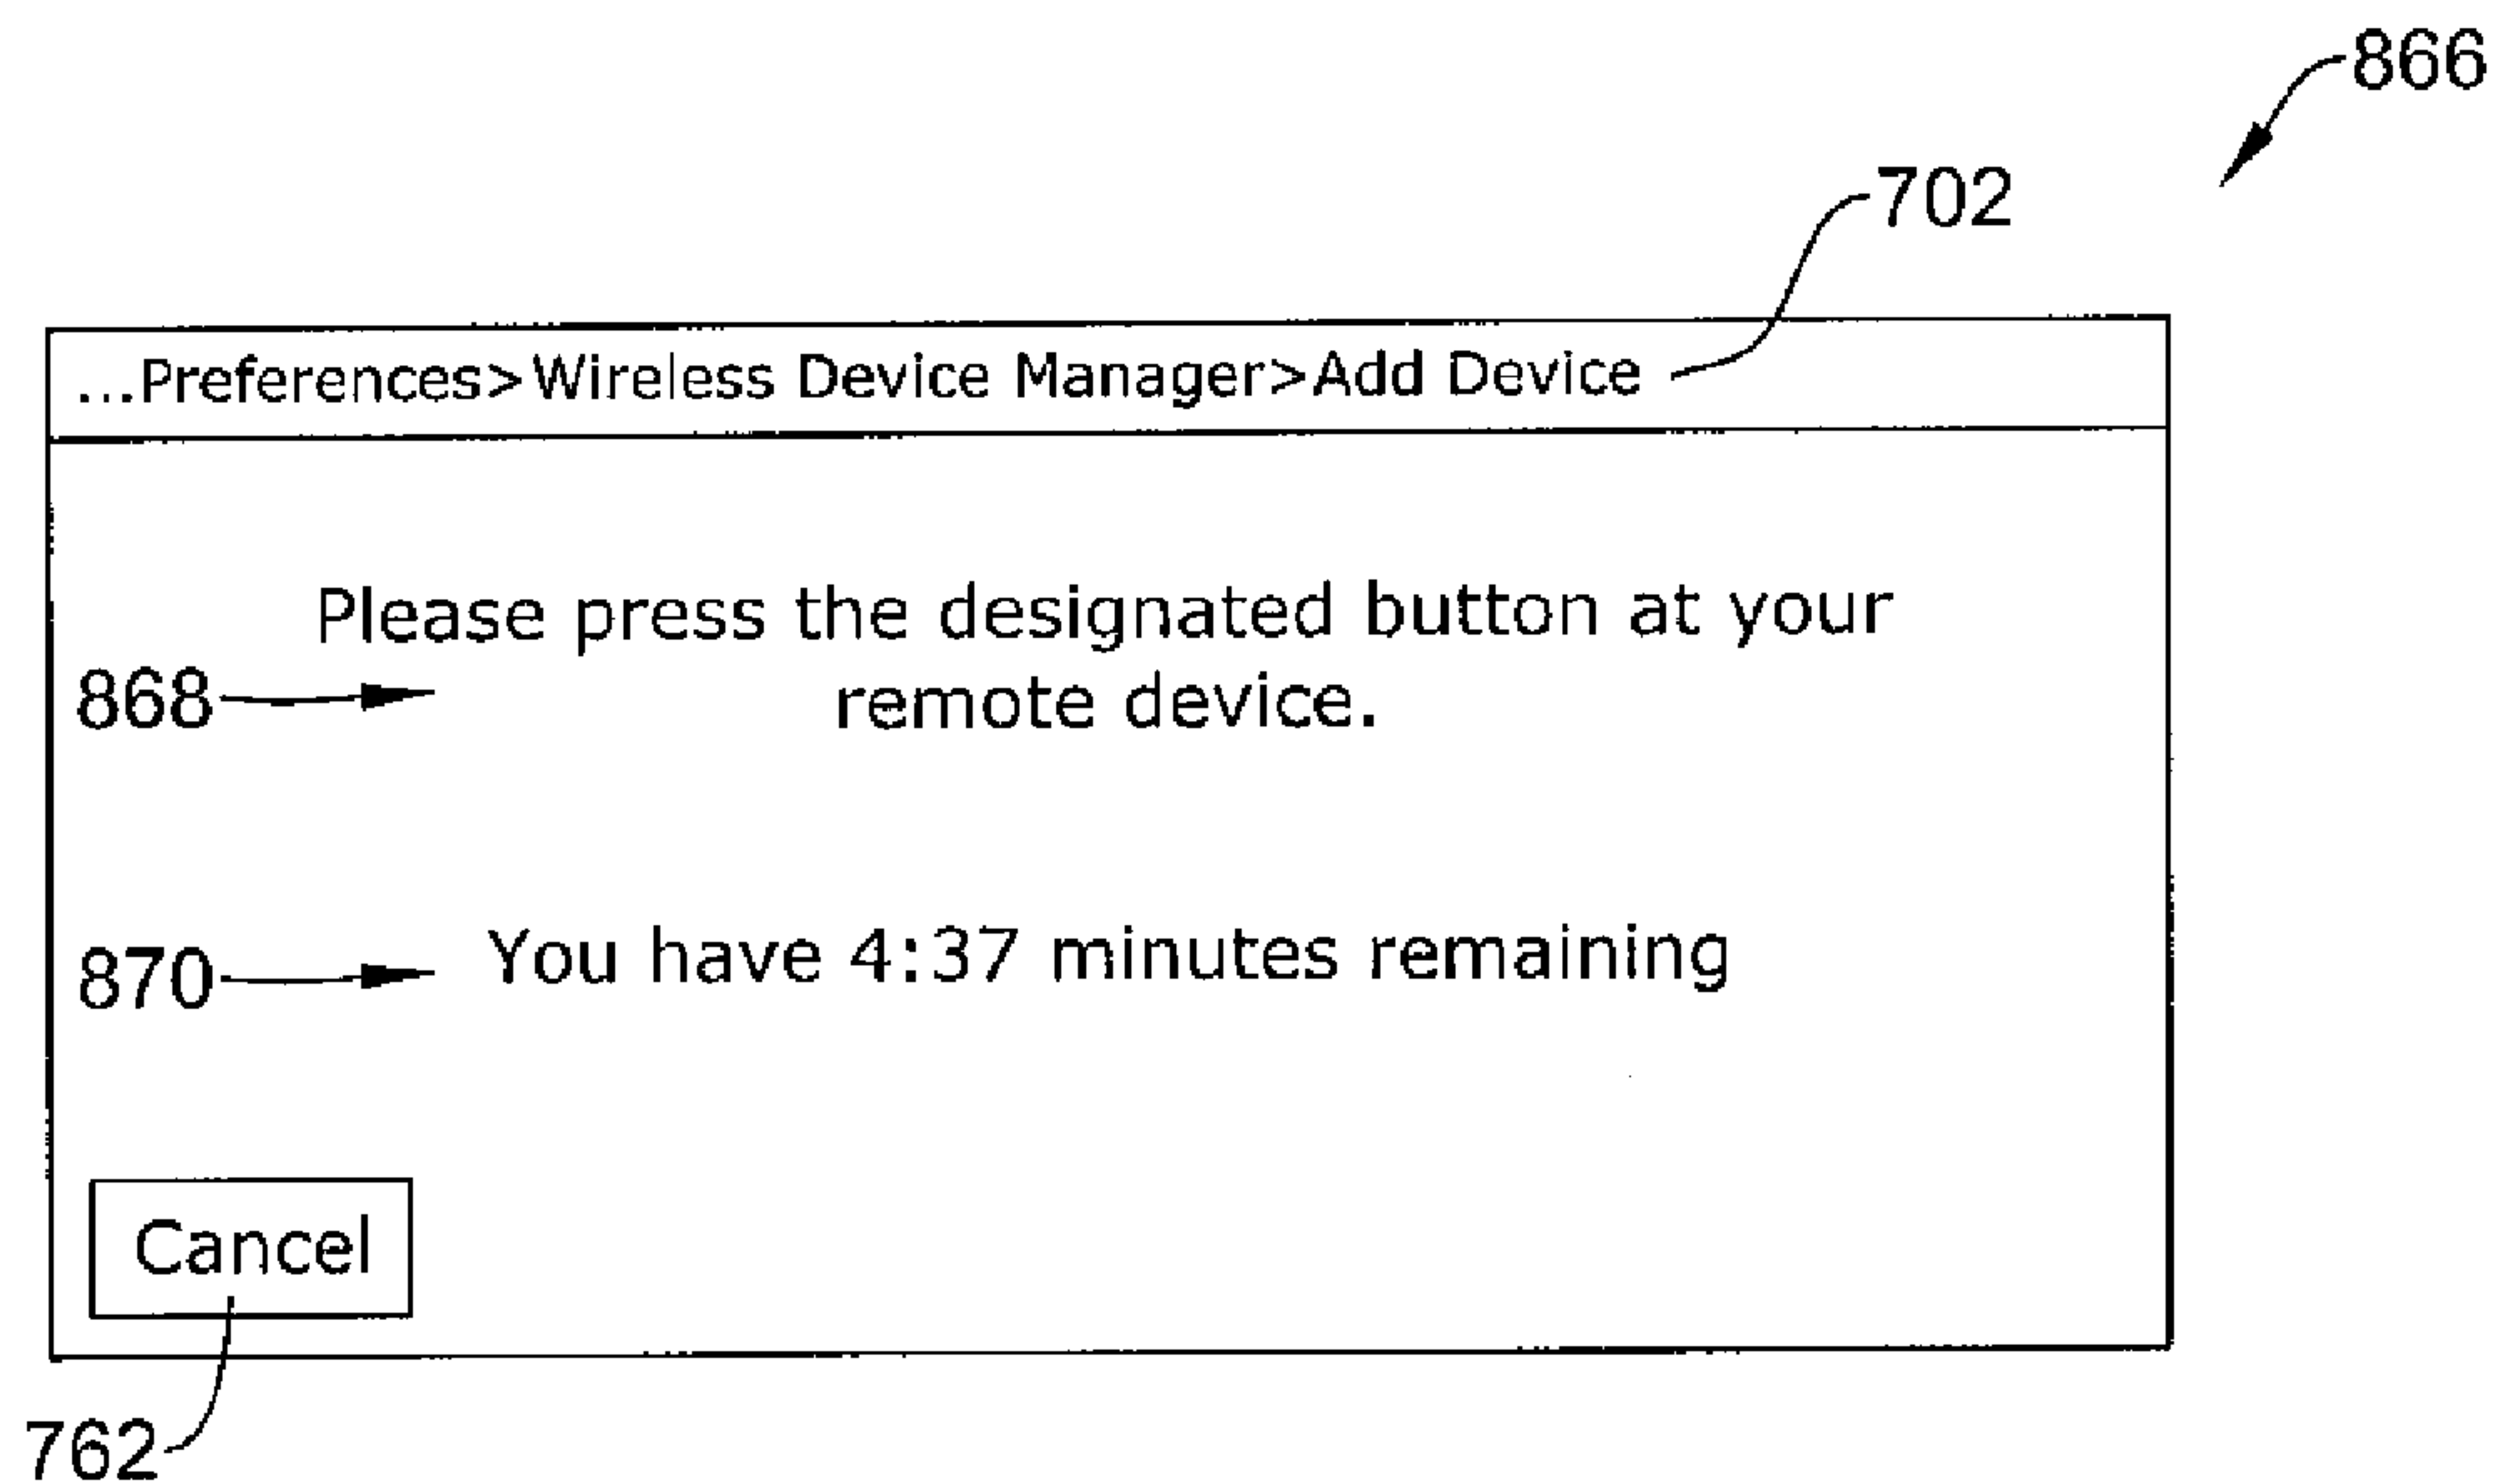 866
702
...Preferences>Wireless Device Manager>Add Device
Please press the designated button at your
868
remote device.
870
You have 4:37 minutes remaining
Cancel
762